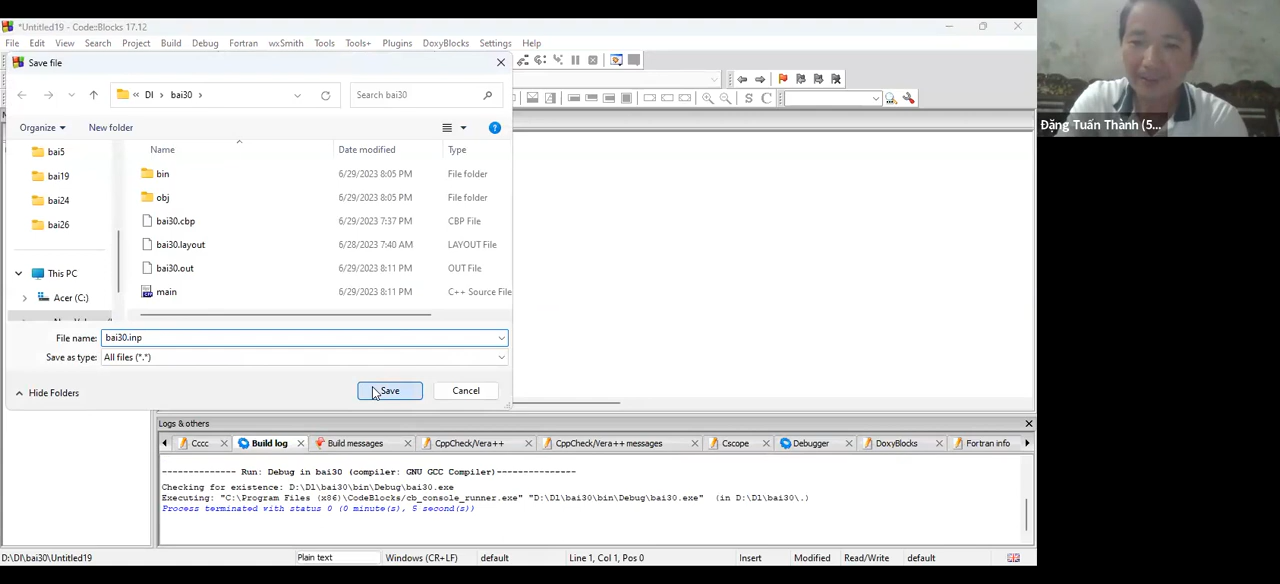 *Untitled19 - Code::Blocks 17.12
File Edit View Search Project Build Debug Fortran wxSmith Tools Tools+ Plugins DoxyBlocks Settings Help
Save file
« DI › bai30 ›
Search bai30
Organize New folder
Name Date modified Type
bai5
bai19
bai24
bai26
This PC
Acer (C:)
bin 6/29/2023 8:05 PM File folder
obj 6/29/2023 8:05 PM File folder
bai30.cbp 6/29/2023 7:37 PM CBP File
bai30.layout 6/28/2023 7:40 AM LAYOUT File
bai30.out 6/29/2023 8:11 PM OUT File
main 6/29/2023 8:11 PM C++ Source File
File name: bai30.inp
Save as type: All files (*.*)
Hide Folders
Save Cancel
Đặng Tuấn Thành (5...
Logs & others
Cccc Build log Build messages CppCheck/Vera++ CppCheck/Vera++ messages Cscope Debugger DoxyBlocks Fortran info
-------------- Run: Debug in bai30 (compiler: GNU GCC Compiler)---------------
Checking for existence: D:\DI\bai30\bin\Debug\bai30.exe
Executing: "C:\Program Files (x86)\CodeBlocks/cb_console_runner.exe" "D:\DI\bai30\bin\Debug\bai30.exe" (in D:\DI\bai30\.)
Process terminated with status 0 (0 minute(s), 5 second(s))
D:\DI\bai30\Untitled19 Plain text Windows (CR+LF) default Line 1, Col 1, Pos 0 Insert Modified Read/Write default